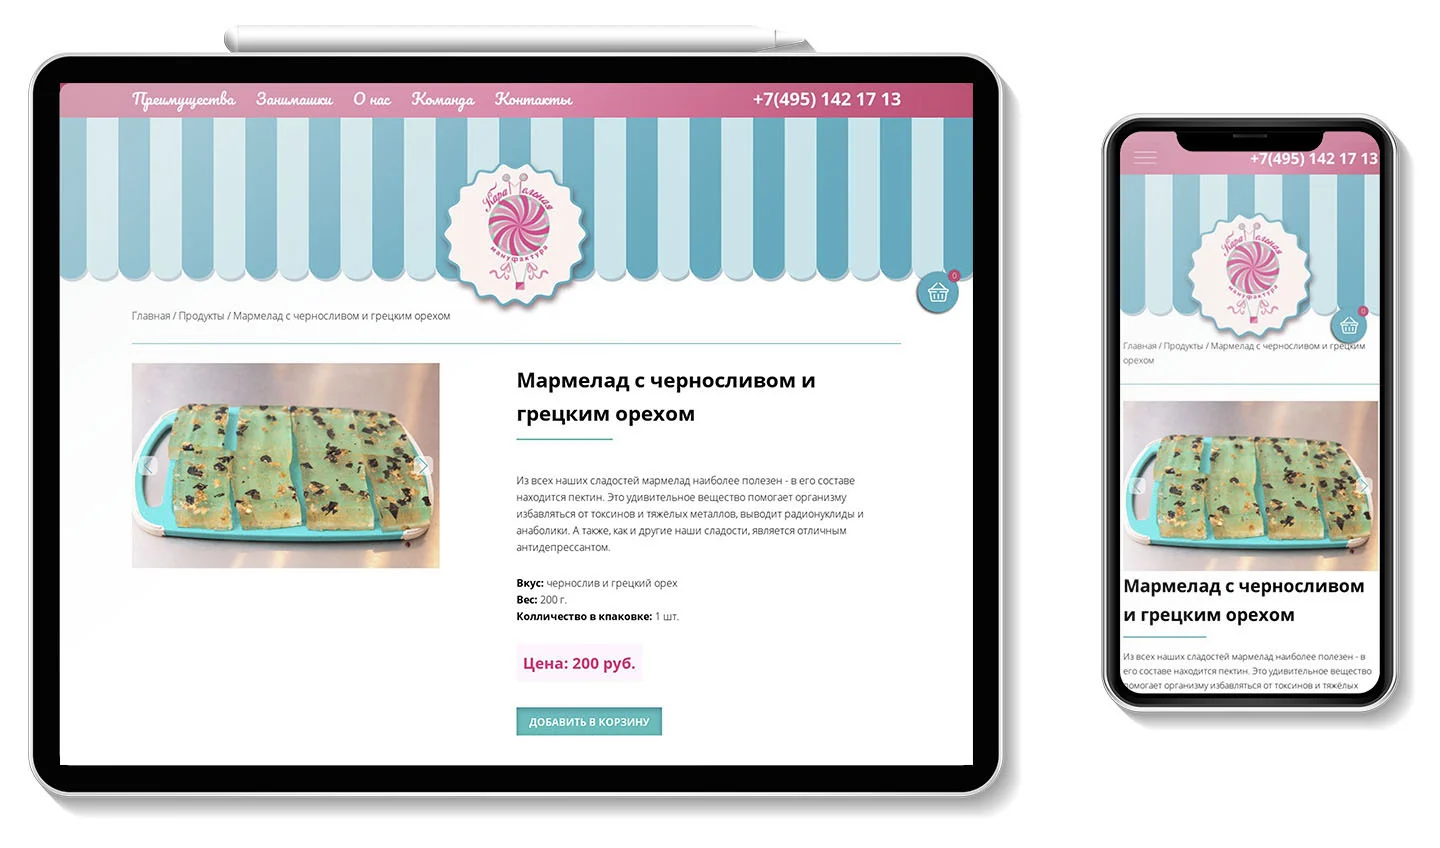 Преимущества Занимашки О нас Команда Контакты +7(495) 142 17 13
Карамельная
мануфактура
0
Главная / Продукты / Мармелад с черносливом и грецким орехом
Мармелад с черносливом и
грецким орехом
Из всех наших сладостей мармелад наиболее полезен - в его составе
находится пектин. Это удивительное вещество помогает организму
избавляться от токсинов и тяжёлых металлов, выводит радионуклиды и
анаболики. А также, как и другие наши сладости, является отличным
антидепрессантом.
Вкус: чернослив и грецкий орех
Вес: 200 г.
Колличество в кпаковке: 1 шт.
Цена: 200 руб.
ДОБАВИТЬ В КОРЗИНУ
+7(495) 142 17 13
Карамельная
мануфактура
0
Главная / Продукты / Мармелад с черносливом и грецким
орехом
Мармелад с черносливом
и грецким орехом
Из всех наших сладостей мармелад наиболее полезен - в
его составе находится пектин. Это удивительное вещество
помогает организму избавляться от токсинов и тяжёлых